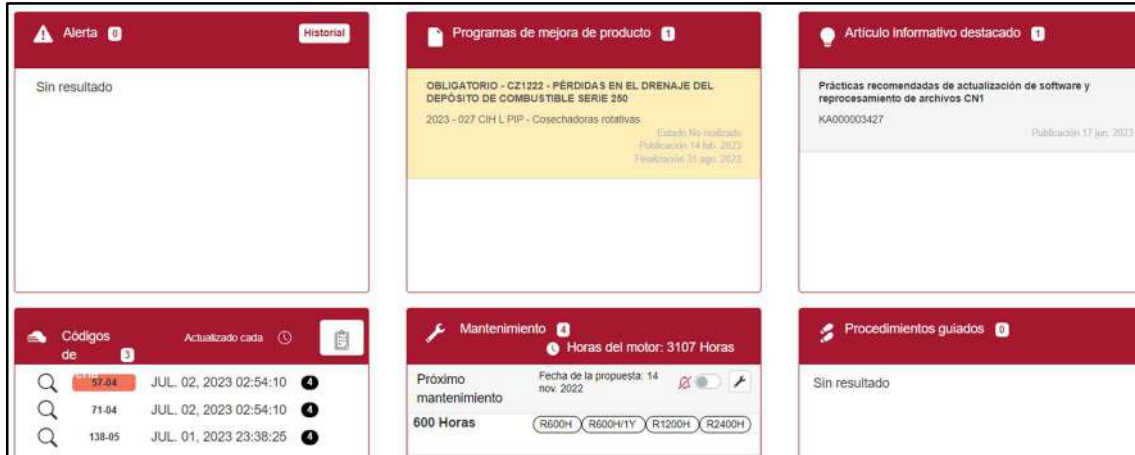 Alerta 0 Historial
Sin resultado
Programas de mejora de producto 1
OBLIGATORIO - CZ1222 - PÉRDIDAS EN EL DRENAJE DEL
DEPÓSITO DE COMBUSTIBLE SERIE 250
2023 - 027 CIH L PIP - Cosechadoras rotativas
Estado No realizado
Publicación 14 feb. 2023
Finalización 31 ago. 2023
Artículo informativo destacado 1
Prácticas recomendadas de actualización de software y
reprocesamiento de archivos CN1
KA000003427
Publicación 17 jun. 2023
Códigos Actualizado cada
de 3
57-04 JUL. 02, 2023 02:54:10 4
71-04 JUL. 02, 2023 02:54:10 4
138-05 JUL. 01, 2023 23:38:25 4
Mantenimiento 4
Horas del motor: 3107 Horas
Próximo
mantenimiento
Fecha de la propuesta: 14
nov. 2022
600 Horas R600H R600H/1Y R1200H R2400H
Procedimientos guiados 0
Sin resultado